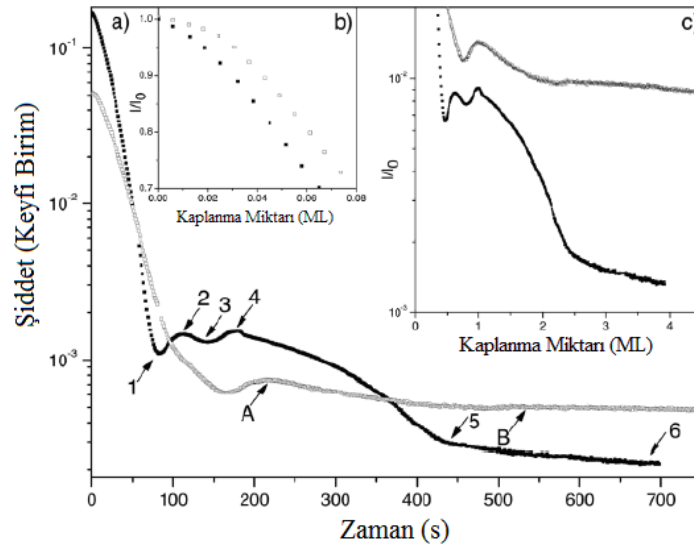 a)
b)
c)
10⁻¹
10⁻²
10⁻³
Şiddet (Keyfi Birim)
0 100 200 300 400 500 600 700
Zaman (s)
1
2
3
4
5
6
A
B
I/I₀
1.0
0.9
0.8
0.7
0.00 0.02 0.04 0.06 0.08
Kaplanma Miktarı (ML)
I/I₀
10⁻²
10⁻³
0 1 2 3 4
Kaplanma Miktarı (ML)